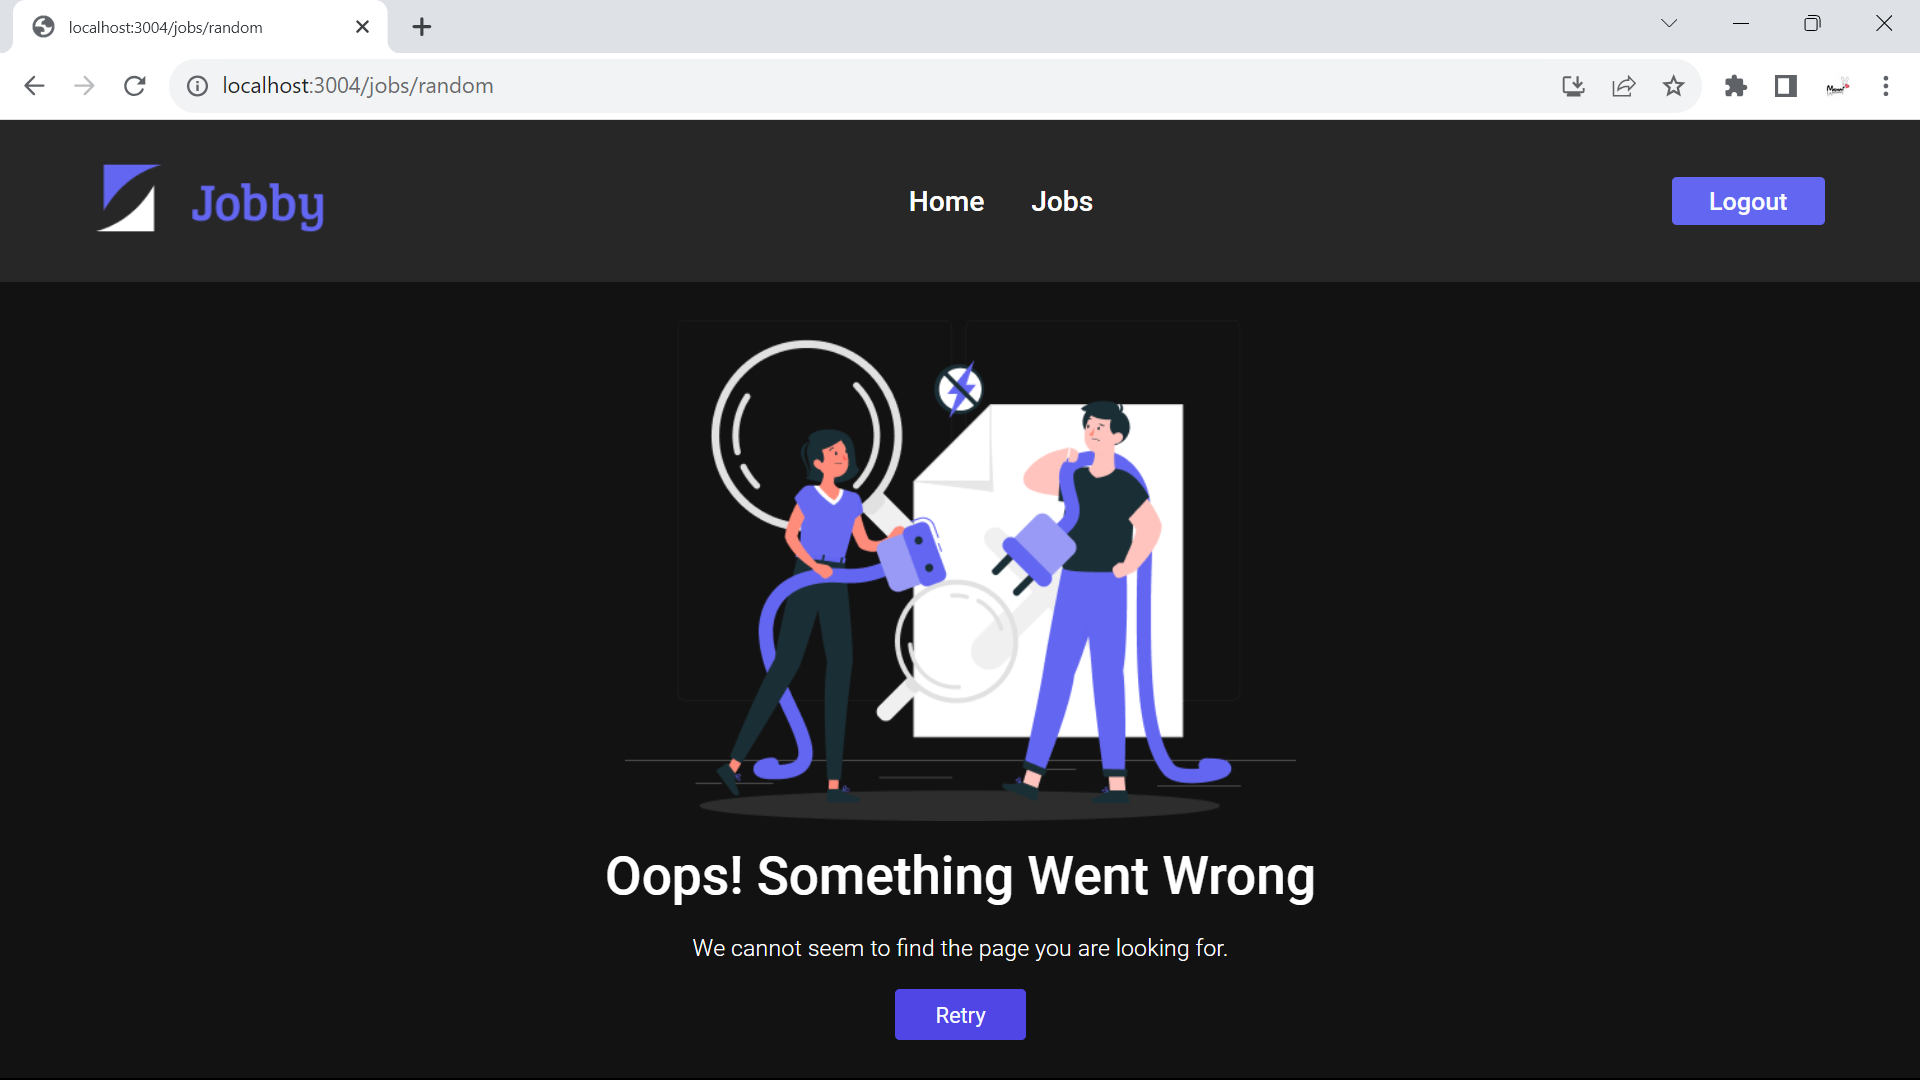 localhost:3004/jobs/random
localhost:3004/jobs/random
Jobby
Home
Jobs
Logout
Oops! Something Went Wrong
We cannot seem to find the page you are looking for.
Retry